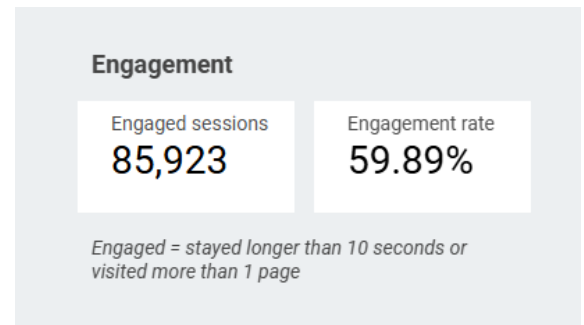 Engagement
Engaged sessions
85,923
Engagement rate
59.89%
Engaged = stayed longer than 10 seconds or
visited more than 1 page